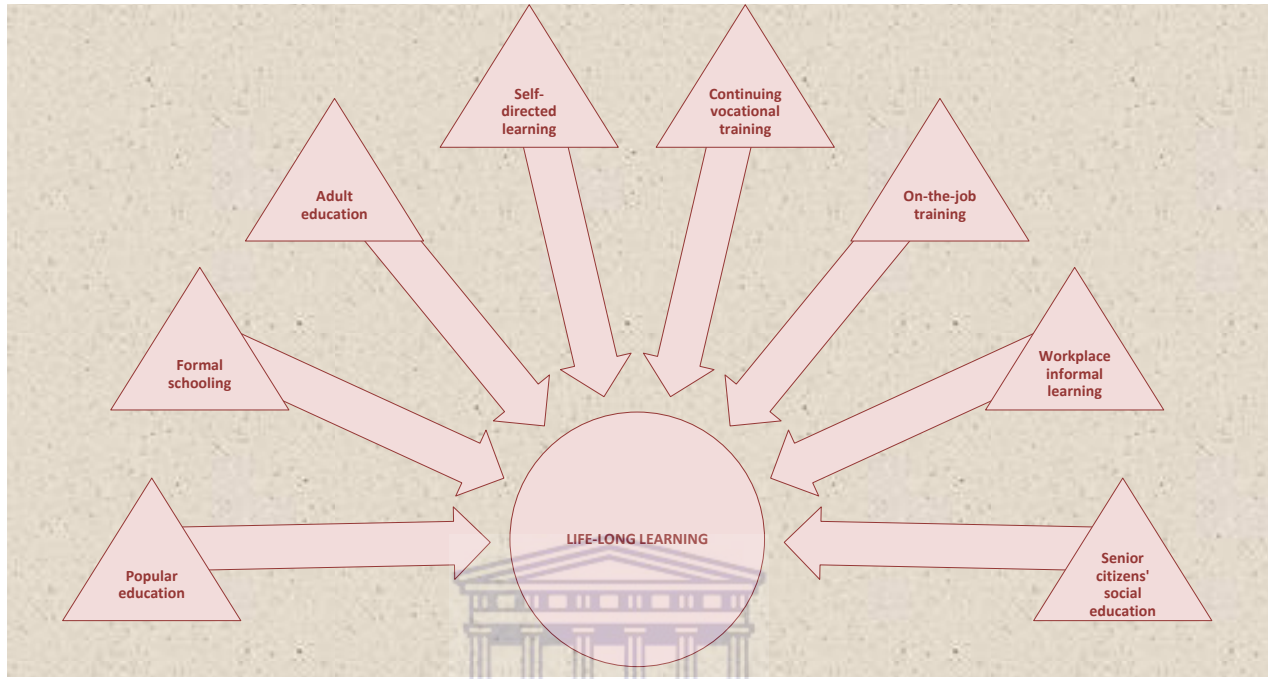 Self-
directed
learning
Continuing
vocational
training
Adult
education
On-the-job
training
Formal
schooling
Workplace
informal
learning
LIFE-LONG LEARNING
Popular
education
Senior
citizens'
social
education